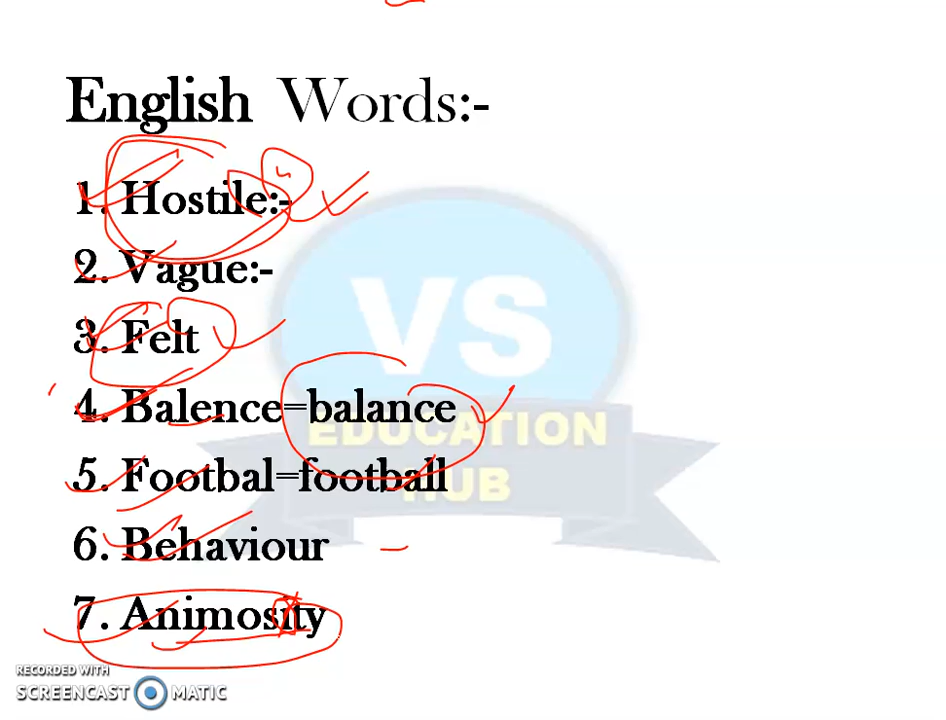 English Words:-
1. Hostile:-
2. Vague:-
3. Felt
4. Balence=balance
5. Footbal=football
6. Behaviour
7. Animosity
VS
EDUCATION
HUB
RECORDED WITH
SCREENCAST MATIC